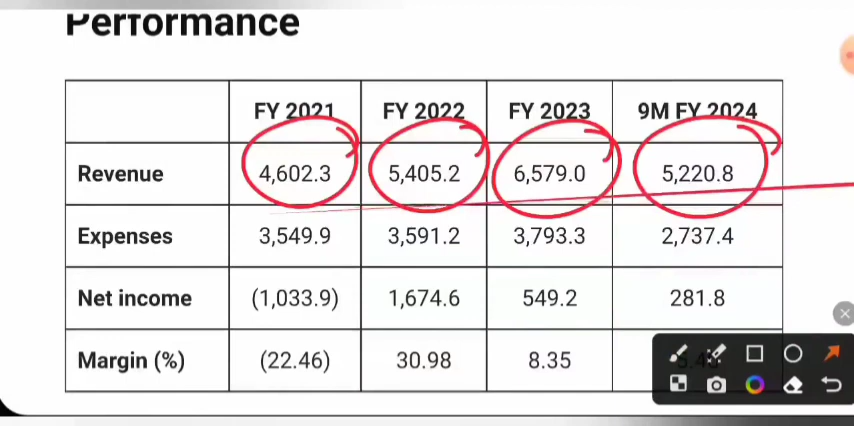 Performance
FY 2021 FY 2022 FY 2023 9M FY 2024
Revenue 4,602.3 5,405.2 6,579.0 5,220.8
Expenses 3,549.9 3,591.2 3,793.3 2,737.4
Net income (1,033.9) 1,674.6 549.2 281.8
Margin (%) (22.46) 30.98 8.35